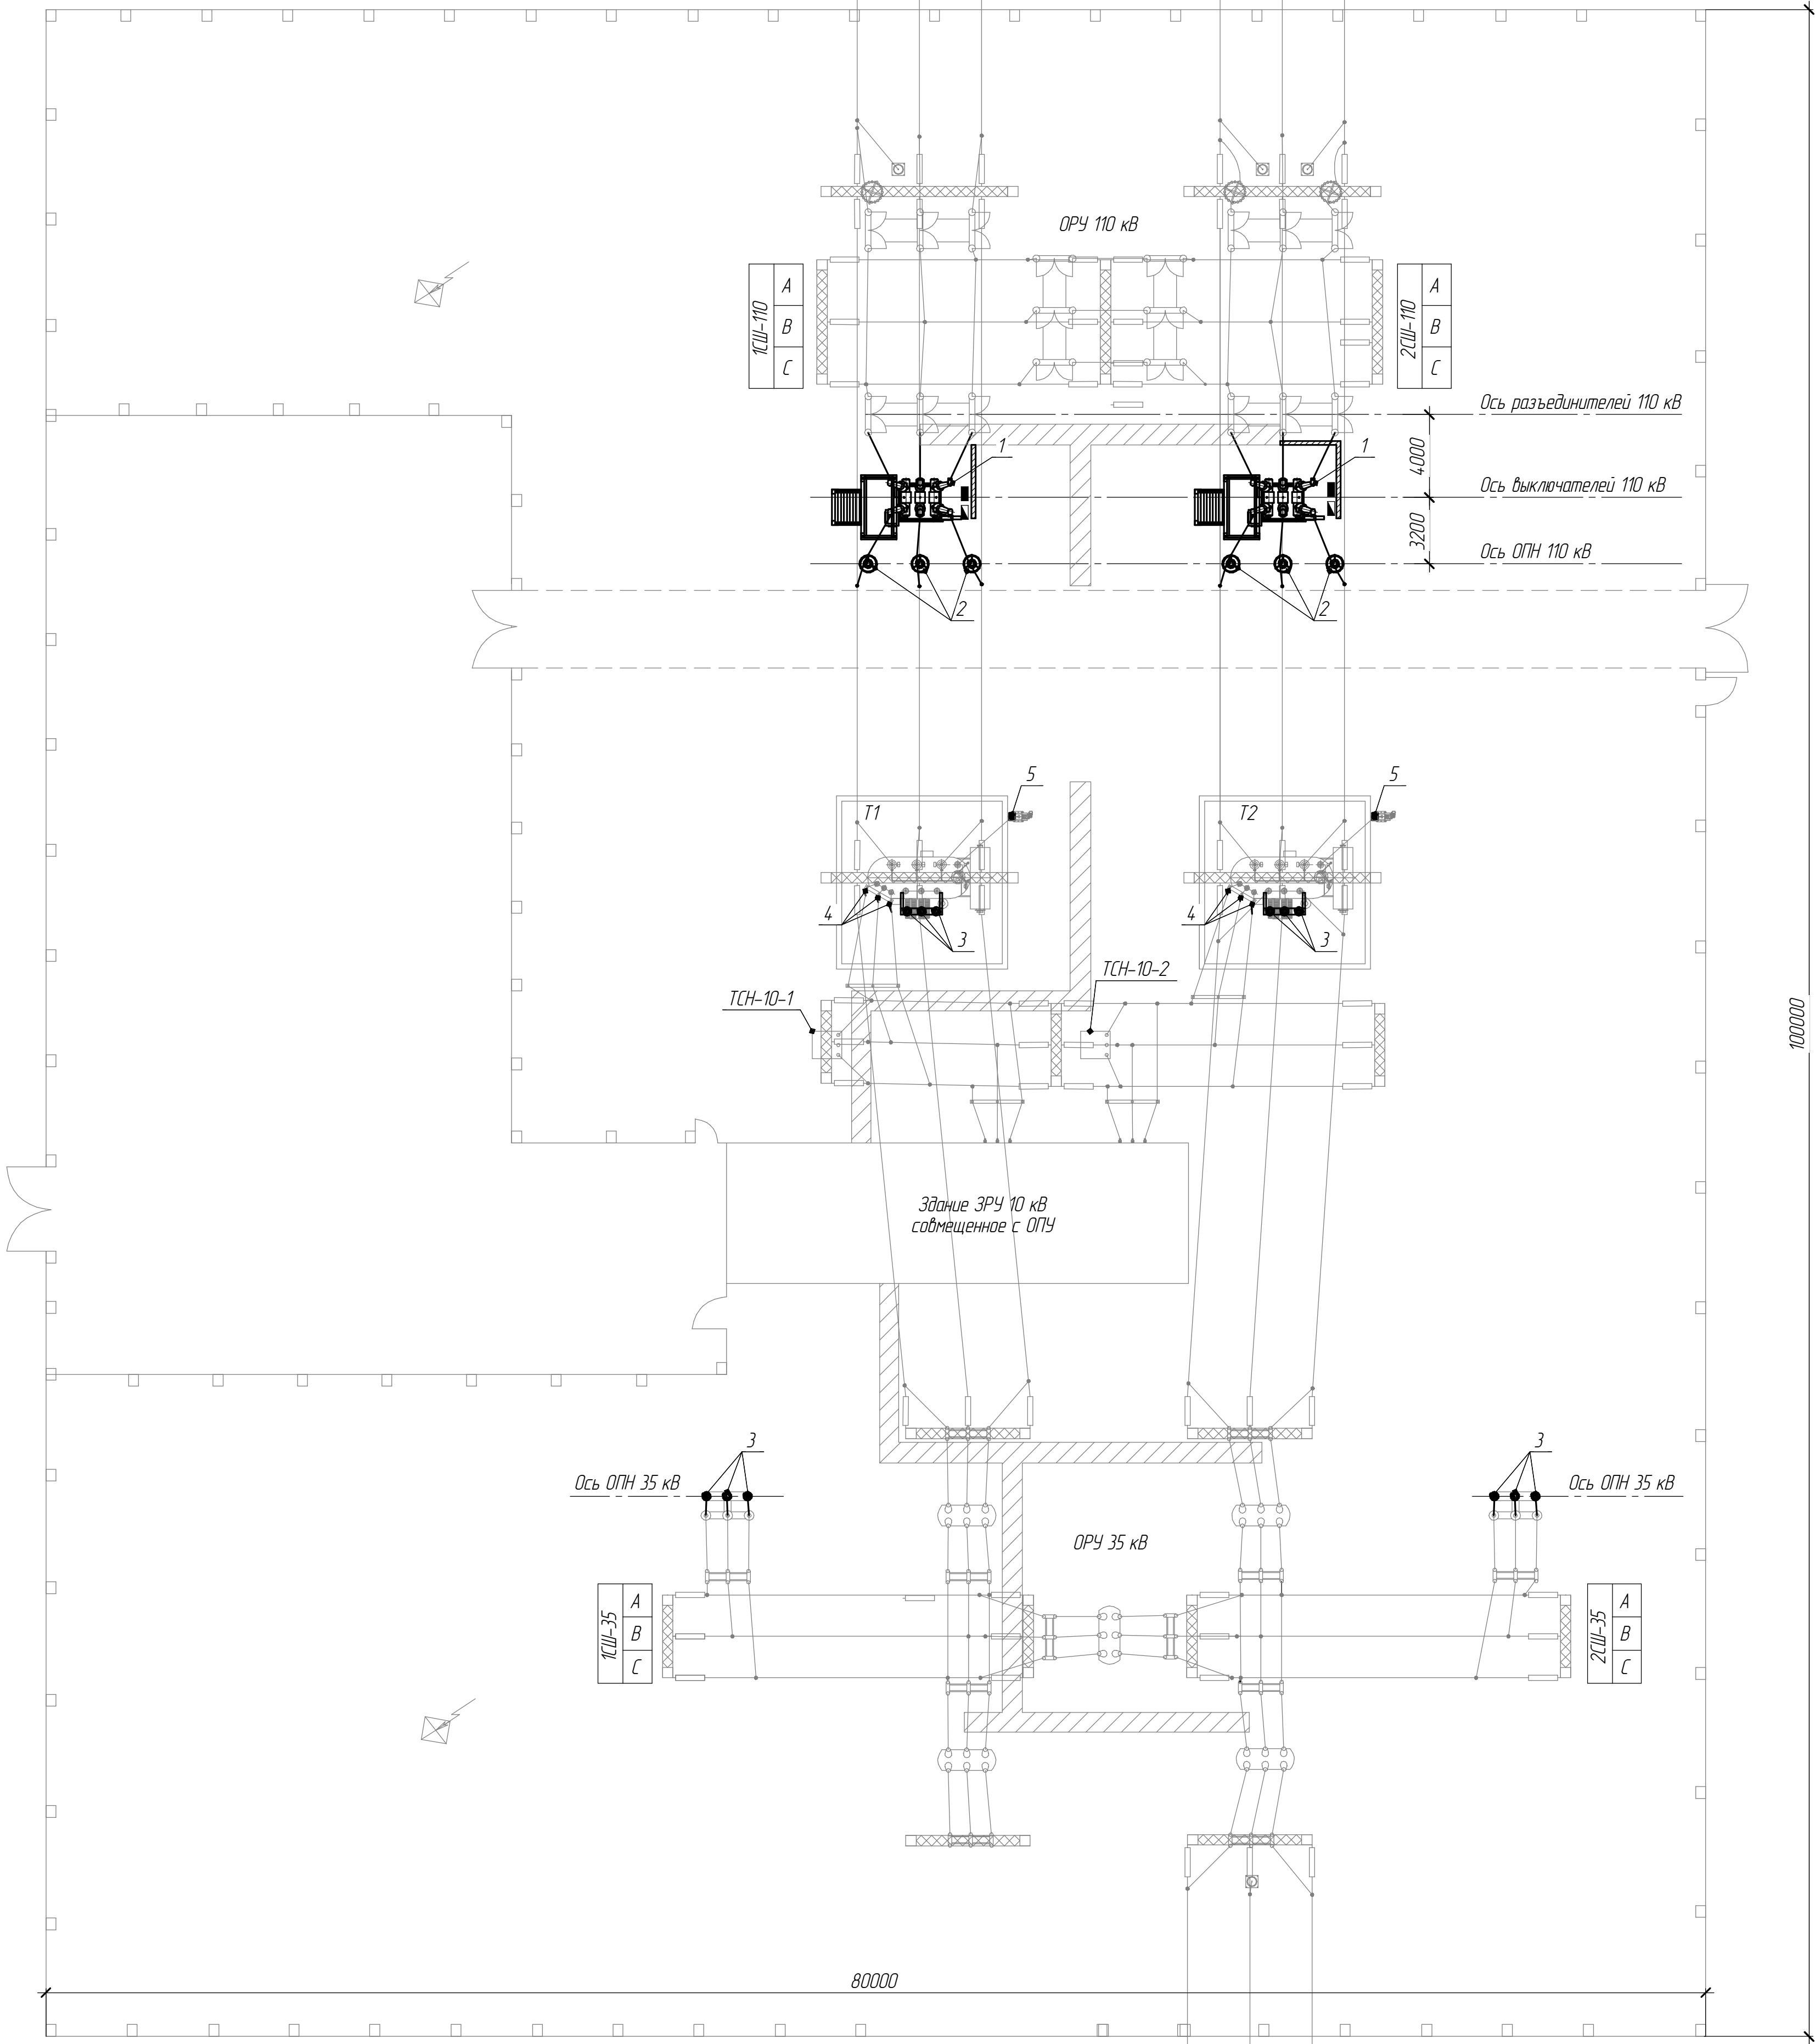 ОРУ 110 кВ
1СШ-110
А
В
С
2СШ-110
А
В
С
Ось разъединителей 110 кВ
4000
1
1
Ось выключателей 110 кВ
3200
Ось ОПН 110 кВ
2
2
5
5
Т1
Т2
4
3
4
3
ТСН-10-1
ТСН-10-2
100000
Здание ЗРУ 10 кВ
совмещенное с ОПУ
3
3
Ось ОПН 35 кВ
Ось ОПН 35 кВ
ОРУ 35 кВ
1СШ-35
А
В
С
2СШ-35
А
В
С
80000